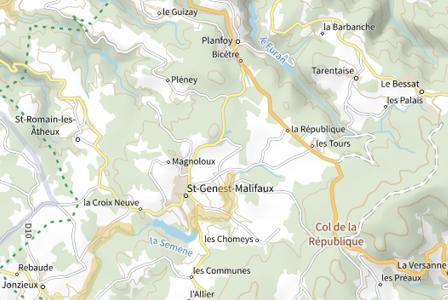 le Guizay
Planfoy
Bicêtre
le Furan
la Barbanche
Tarentaise
Le Bessat
les Palais
Pléney
St-Romain-les-
Atheux
la République
les Tours
Magnoloux
St-Genest-Malifaux
la Croix Neuve
Col de la
République
la Semène
les Chomeys
D10
Rebaude
Jonzieux
les Communes
l'Allier
La Versanne
les Préaux